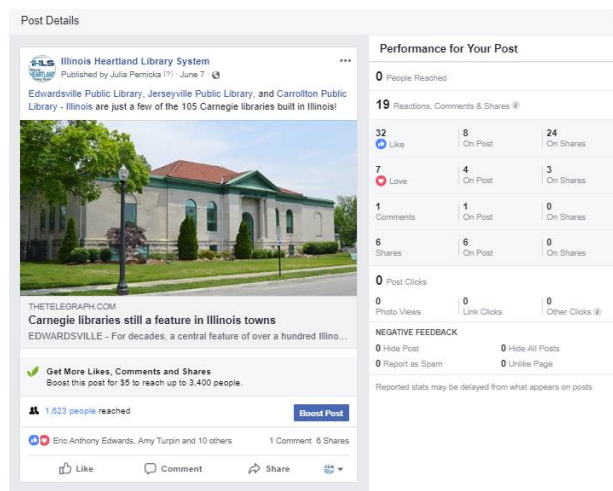 Post Details
Illinois Heartland Library System
Published by Julia Pernicka (?) · June 7 ·
Edwardsville Public Library, Jerseyville Public Library, and Carrollton Public
Library - Illinois are just a few of the 105 Carnegie libraries built in Illinois!
THETELEGRAPH.COM
Carnegie libraries still a feature in Illinois towns
EDWARDSVILLE - For decades, a central feature of over a hundred Illino...
Get More Likes, Comments and Shares
Boost this post for $5 to reach up to 3,400 people.
1,623 people reached
Boost Post
Eric Anthony Edwards, Amy Turpin and 10 others
1 Comment 6 Shares
Like
Comment
Share
Performance for Your Post
0 People Reached
19 Reactions, Comments & Shares
32 8 24
Like On Post On Shares
7 4 3
Love On Post On Shares
1 1 0
Comments On Post On Shares
6 6 0
Shares On Post On Shares
0 Post Clicks
0 0 0
Photo Views Link Clicks Other Clicks
NEGATIVE FEEDBACK
0 Hide Post 0 Hide All Posts
0 Report as Spam 0 Unlike Page
Reported stats may be delayed from what appears on posts